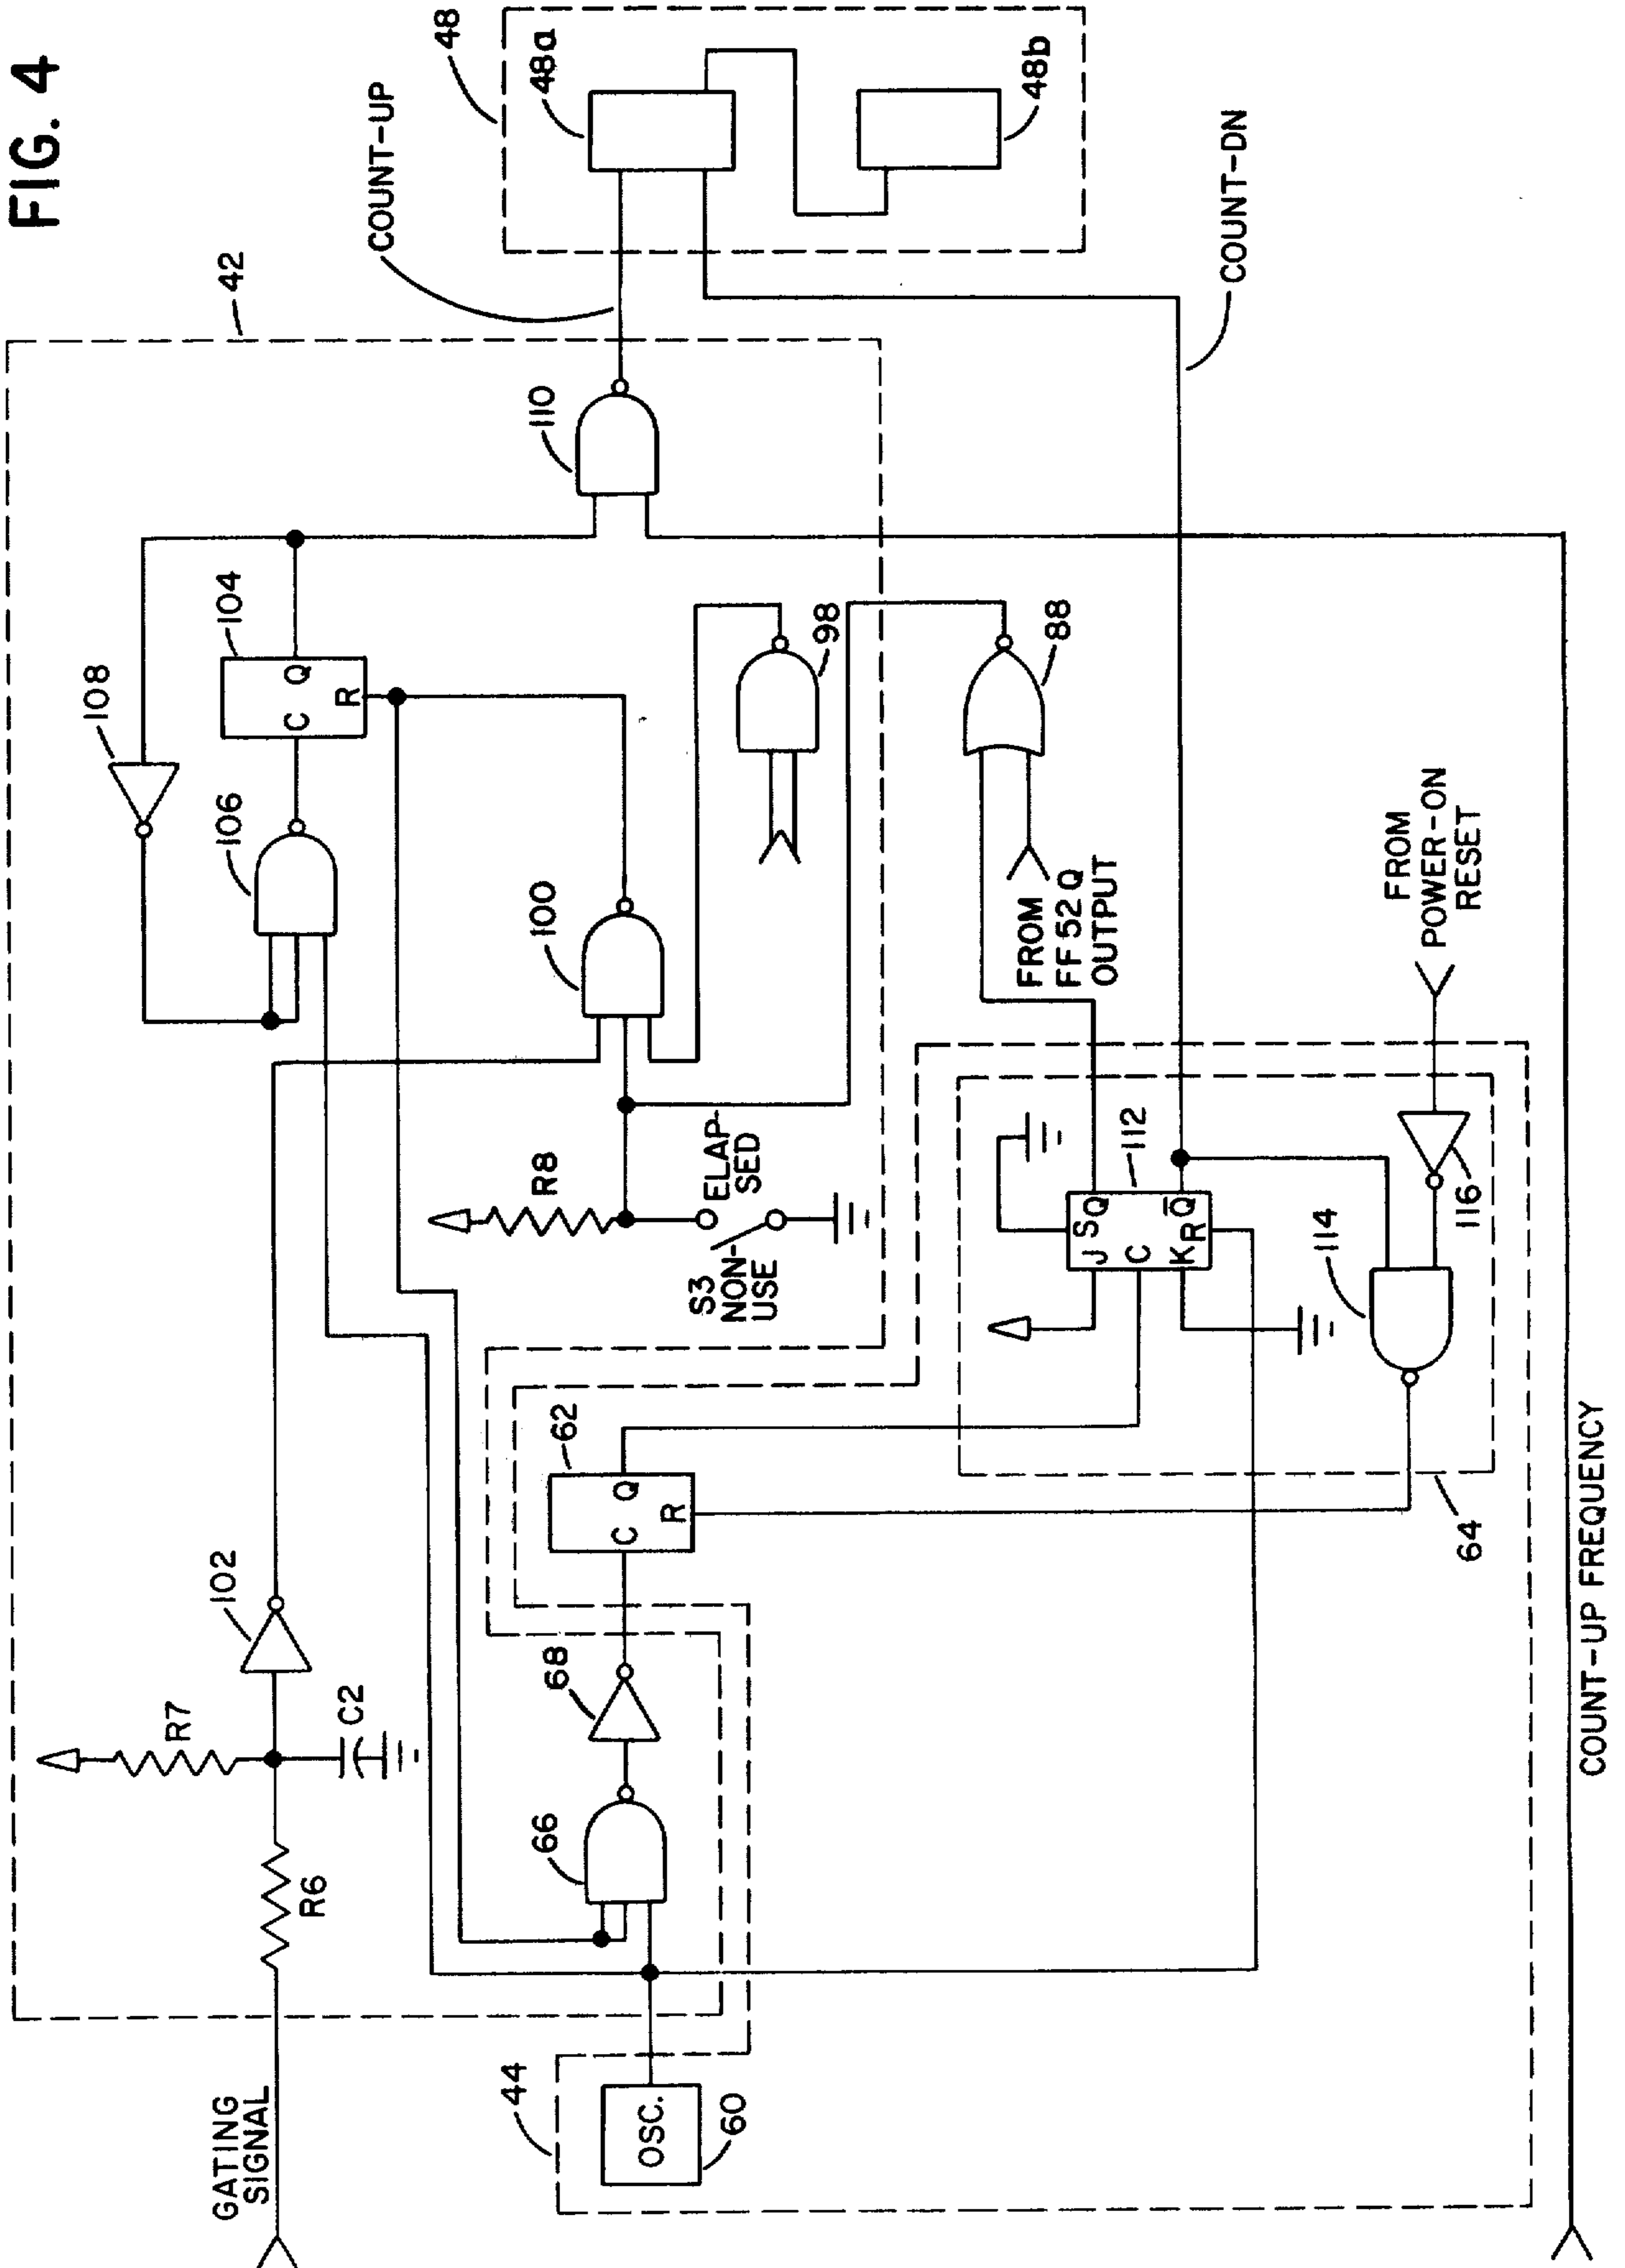 FIG. 4
48
48a
48b
COUNT-UP
COUNT-DN
42
110
108
104
C
Q
R
106
98
88
100
FROM
FF 52 Q
OUTPUT
FROM
POWER-ON
RESET
R8
ELAP-
SED
S3
NON-
USE
112
J
S
Q
C
K
R
Q̅
116
114
64
62
C
Q
R
102
R7
C2
R6
68
66
GATING
SIGNAL
44
OSC.
60
COUNT-UP FREQUENCY